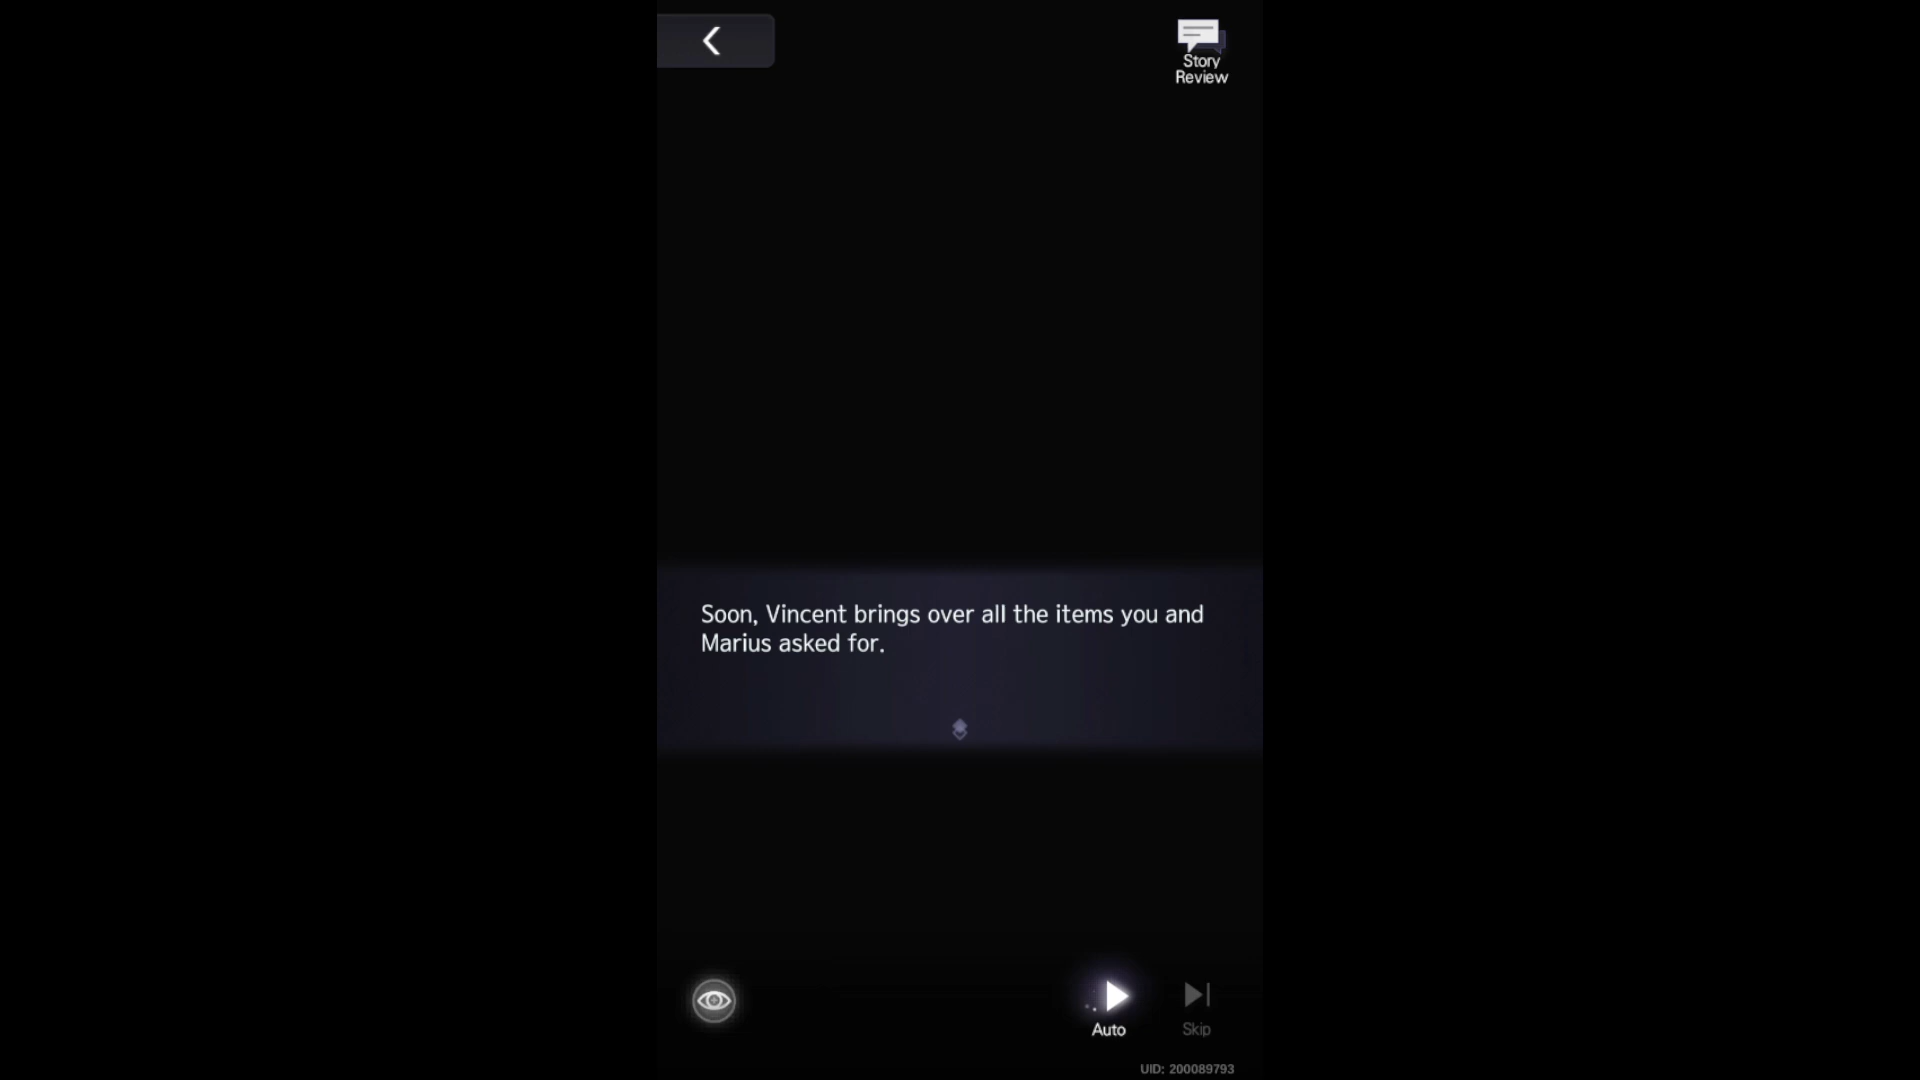 Story
Review
Soon, Vincent brings over all the items you and
Marius asked for.
Auto
Skip
UID: 200089793